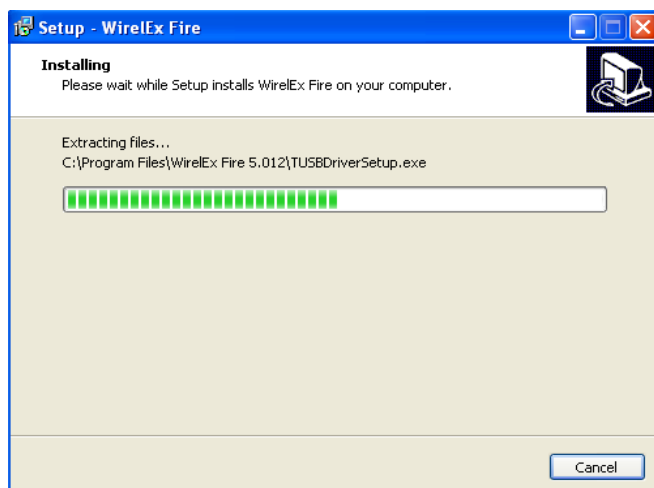 Setup - WirelEx Fire
Installing
Please wait while Setup installs WirelEx Fire on your computer.
Extracting files...
C:\Program Files\WirelEx Fire 5.012\TUSBDriverSetup.exe
Cancel